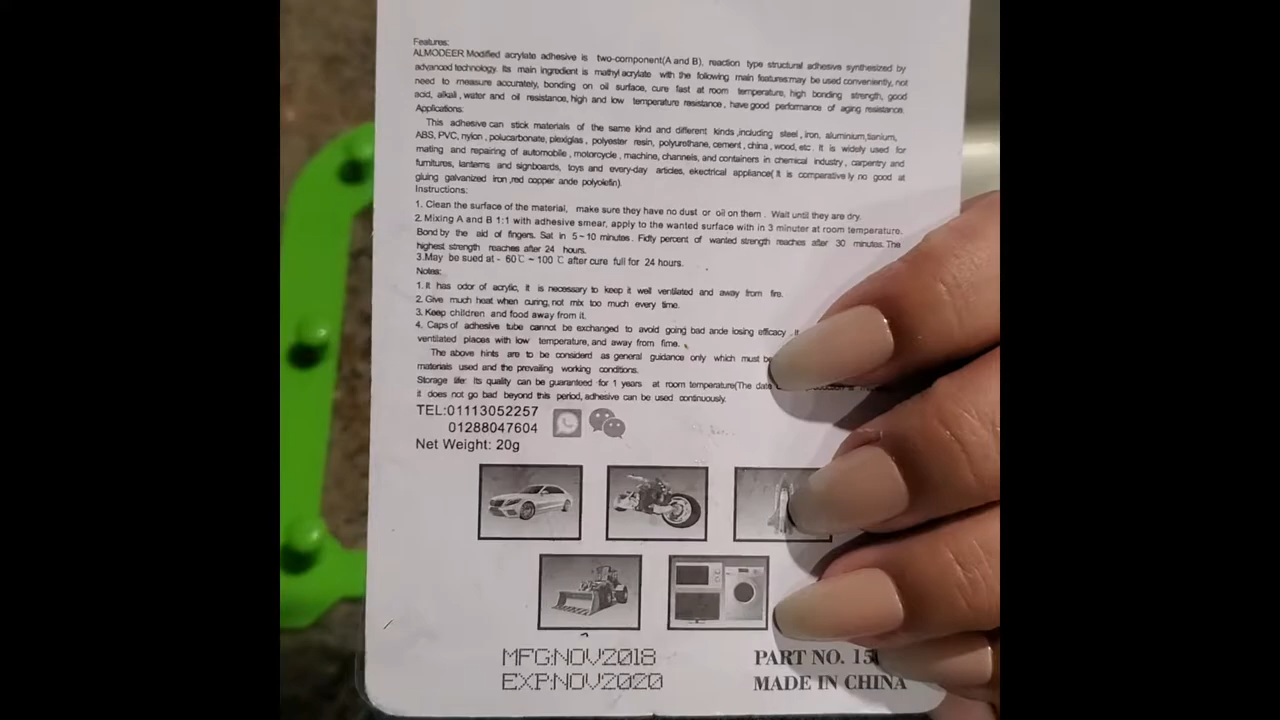 Features:
ALMODEER Modified acrylate adhesive is two-component(A and B), reaction type structural adhesive synthesized by
advanced technology. Its main ingredient is mathyl acrylate with the following main features may be used conveniently, not
need to measure accurately, bonding on oil surface, cure fast at room temperature, high bonding strength, good
acid, alkali, water and oil resistance, high and low temperature resistance, have good performance of aging resistance.
Applications:
This adhesive can stick materials of the same kind and different kinds ,including steel , iron, aluminium, tianium,
ABS, PVC, nylon , polucarbonate, plexiglas , polyester resin, polyurethane, cement , china , wood, etc . It is widely used for
mating and repairing of automobile , motorcycle , machine, channels, and containers in chemical industry , carpentry and
furnitures, lanterns and signboards, toys and every-day articles, ekectrical appliance( It is comparative ly no good at
gluing galvanized iron ,red copper ande polyolefin).
Instructions:
1. Clean the surface of the material, make sure they have no dust or oil on them . Wait until they are dry.
2. Mixing A and B 1:1 with adhesive smear, apply to the wanted surface with in 3 minuter at room temperature.
Bond by the aid of fingers. Sat in 5~10 minutes. Fidty percent of wanted strength reaches after 30 minutes. The
highest strength reaches after 24 hours.
3.May be sued at - 60℃ ~ 100 ℃ after cure full for 24 hours.
Notes:
1. It has odor of acrylic, it is necessary to keep it well ventilated and away from fire.
2. Give much heat when curing, not mix too much every time.
3. Keep children and food away from it.
4. Caps of adhesive tube cannot be exchanged to avoid going bad ande losing efficacy . It
ventilated places with low temperature, and away from fime.
The above hints are to be considerd as general guidance only which must be
materials used and the prevailing working conditions.
Storage life: Its quality can be guaranteed for 1 years at room temperature(The date
it does not go bad beyond this period, adhesive can be used continuously.
TEL:01113052257
01288047604
Net Weight: 20g
MFG:NOV2018
EXP:NOV2020
PART NO. 15
MADE IN CHINA